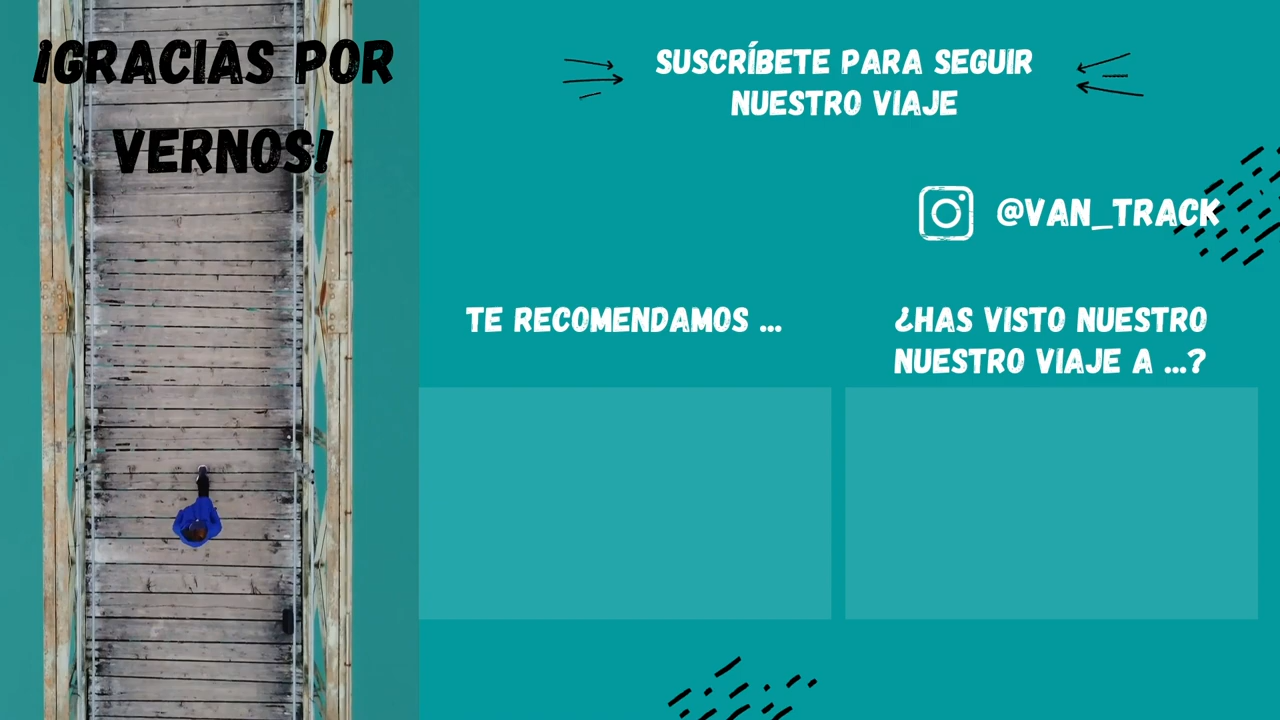 ¡GRACIAS POR
VERNOS!
SUSCRÍBETE PARA SEGUIR
NUESTRO VIAJE
@VAN_TRACK
TE RECOMENDAMOS ...
¿HAS VISTO NUESTRO
NUESTRO VIAJE A ...?